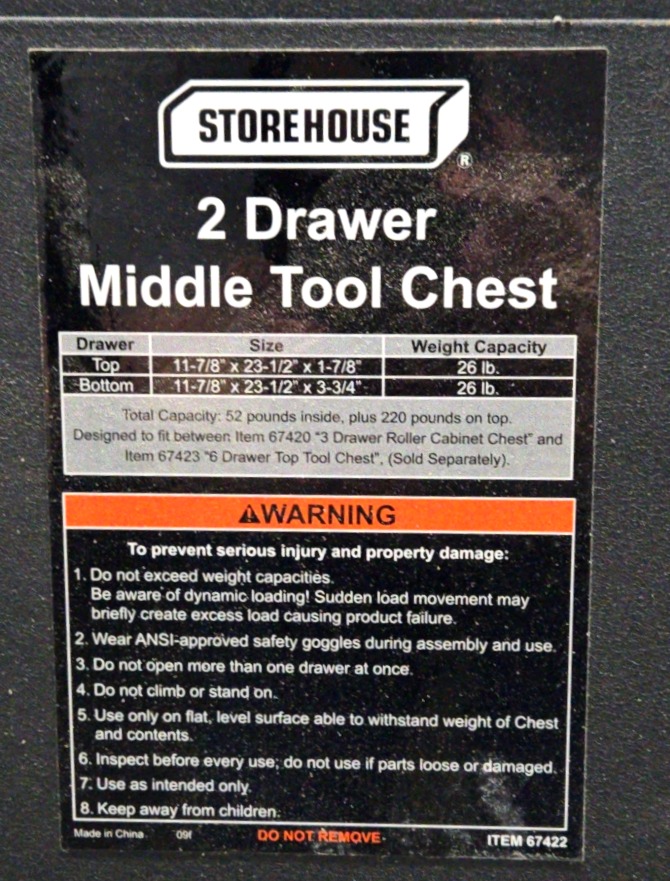 STOREHOUSE
®
2 Drawer
Middle Tool Chest
Drawer Size Weight Capacity
Top 11-7/8" x 23-1/2" x 1-7/8" 26 lb.
Bottom 11-7/8" x 23-1/2" x 3-3/4" 26 lb.
Total Capacity: 52 pounds inside, plus 220 pounds on top.
Designed to fit between Item 67420 "3 Drawer Roller Cabinet Chest" and
Item 67423 "6 Drawer Top Tool Chest", (Sold Separately).
⚠WARNING
To prevent serious injury and property damage:
1. Do not exceed weight capacities.
Be aware of dynamic loading! Sudden load movement may
briefly create excess load causing product failure.
2. Wear ANSI-approved safety goggles during assembly and use.
3. Do not open more than one drawer at once.
4. Do not climb or stand on.
5. Use only on flat, level surface able to withstand weight of Chest
and contents.
6. Inspect before every use; do not use if parts loose or damaged.
7. Use as intended only.
8. Keep away from children.
Made in China 09f DO NOT REMOVE ITEM 67422